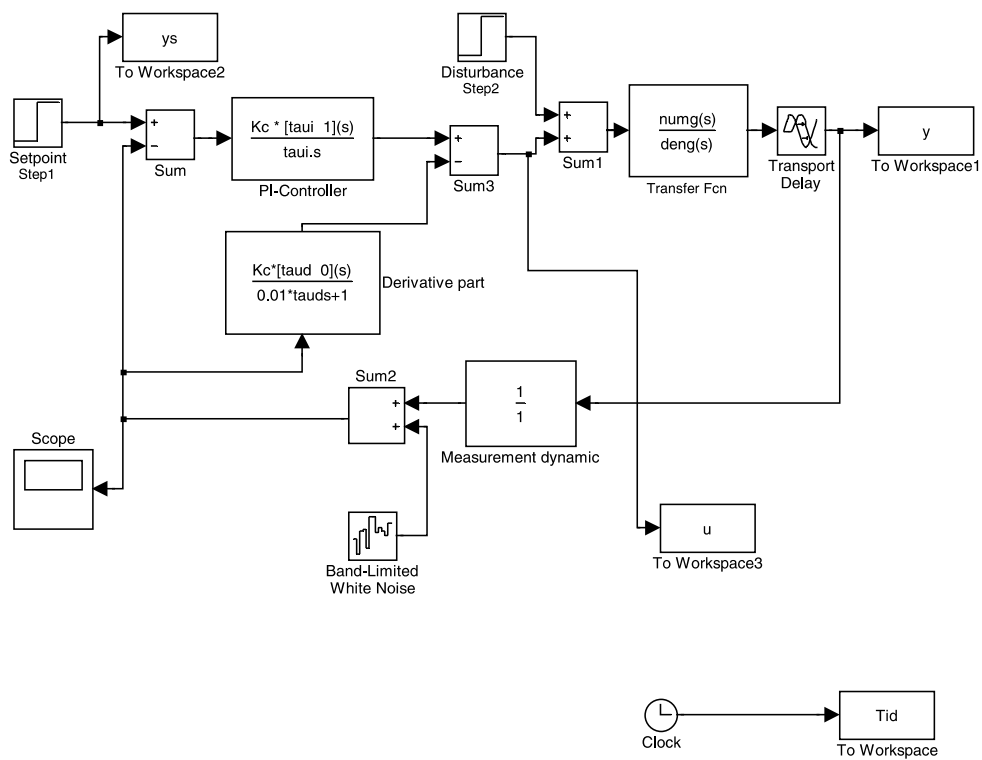 ys
To Workspace2
Setpoint
Step1
+
−
Sum
Kc * [taui 1](s)
taui.s
PI-Controller
+
−
Sum3
Disturbance
Step2
+
+
Sum1
numg(s)
deng(s)
Transfer Fcn
Transport
Delay
y
To Workspace1
Kc*[taud 0](s)
0.01*tauds+1
Derivative part
Sum2
+
+
1
1
Measurement dynamic
Scope
Band-Limited
White Noise
u
To Workspace3
Clock
Tid
To Workspace